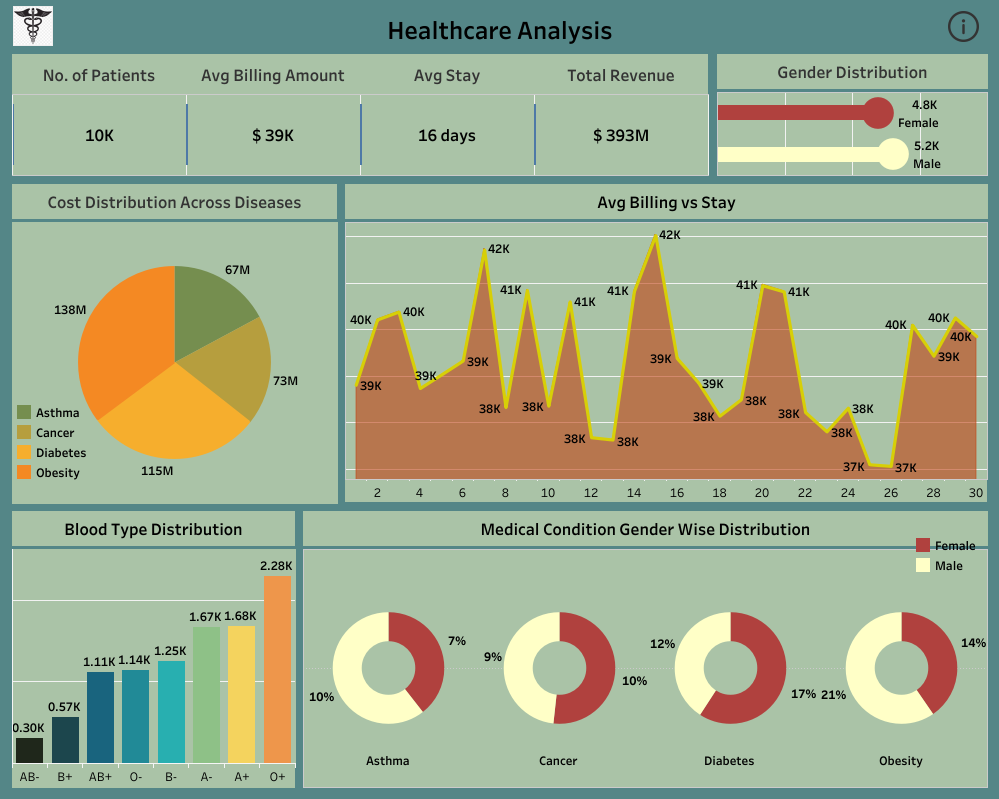 Healthcare Analysis
No. of Patients
Avg Billing Amount
Avg Stay
Total Revenue
10K
$ 39K
16 days
$ 393M
Gender Distribution
4.8K
Female
5.2K
Male
Cost Distribution Across Diseases
67M
138M
73M
115M
Asthma
Cancer
Diabetes
Obesity
Avg Billing vs Stay
39K
40K
40K
39K
39K
42K
38K
41K
38K
41K
38K
38K
41K
42K
39K
39K
38K
38K
41K
41K
38K
38K
38K
37K
37K
40K
39K
40K
40K
2 4 6 8 10 12 14 16 18 20 22 24 26 28 30
Blood Type Distribution
0.30K
0.57K
1.11K
1.14K
1.25K
1.67K
1.68K
2.28K
AB- B+ AB+ O- B- A- A+ O+
Medical Condition Gender Wise Distribution
Female
Male
7%
10%
9%
10%
12%
17%
21%
14%
Asthma
Cancer
Diabetes
Obesity